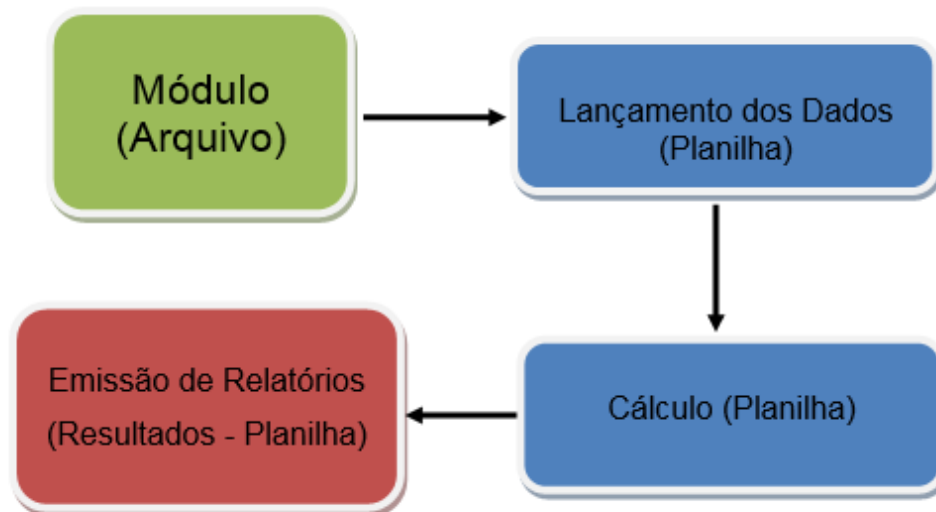 Módulo
(Arquivo)
Lançamento dos Dados
(Planilha)
Cálculo (Planilha)
Emissão de Relatórios
(Resultados - Planilha)